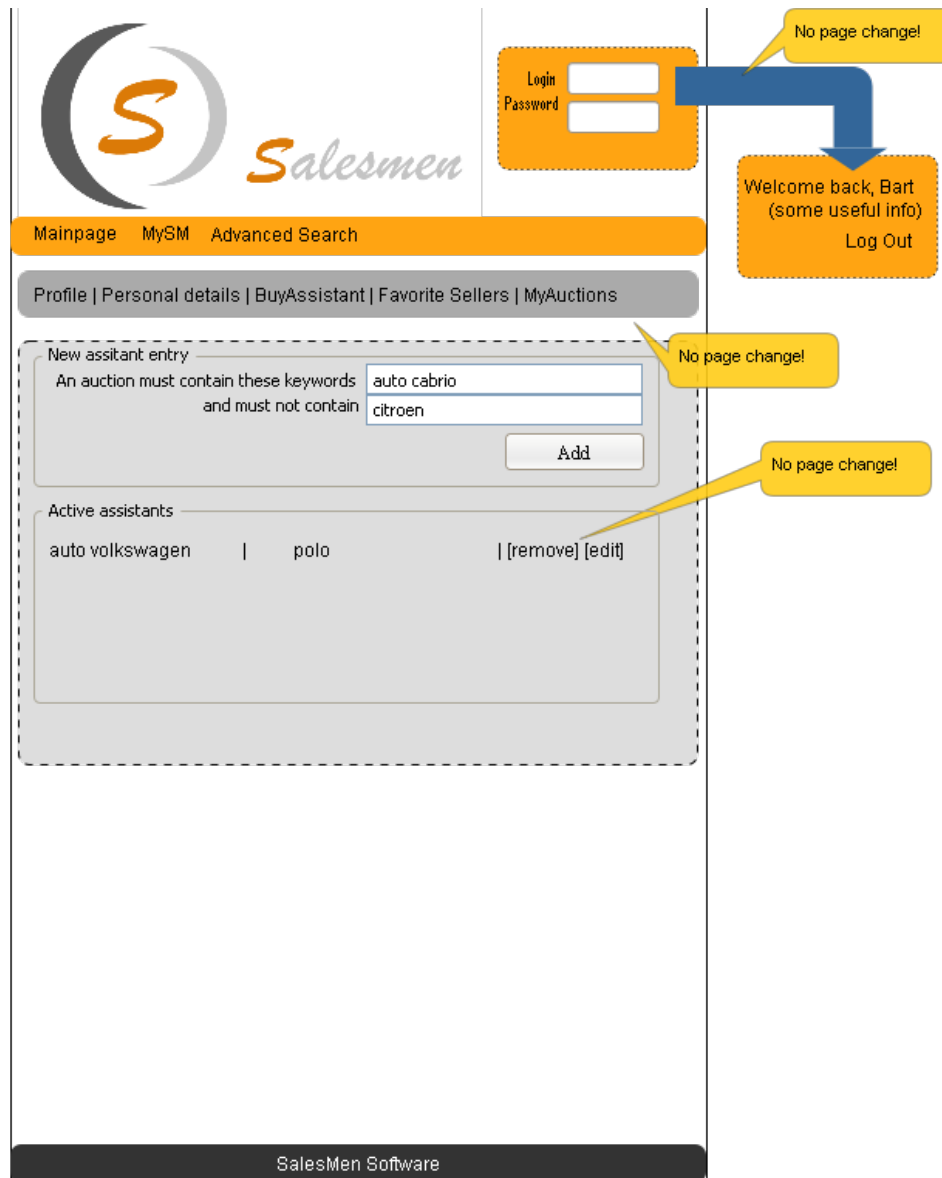 No page change!
Login
Password
S
Salesmen
Welcome back, Bart
(some useful info)
Log Out
Mainpage MySM Advanced Search
Profile | Personal details | BuyAssistant | Favorite Sellers | MyAuctions
No page change!
New assitant entry
An auction must contain these keywords auto cabrio
and must not contain citroen
Add
No page change!
Active assistants
auto volkswagen | polo | [remove] [edit]
SalesMen Software